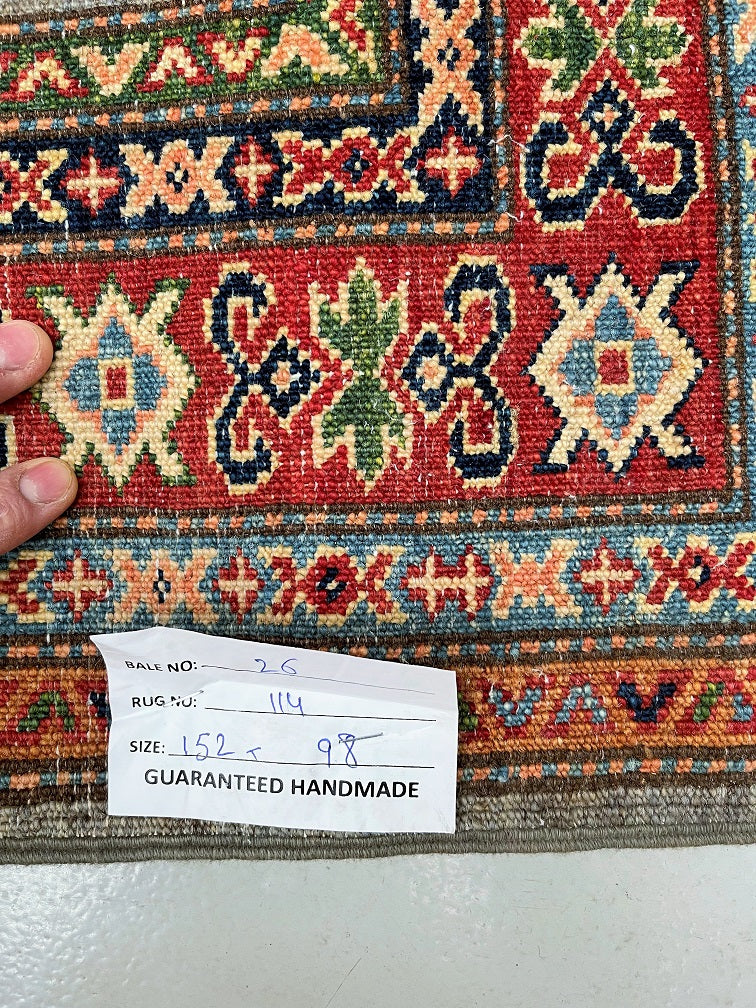 BALE NO: 26
RUG NO: 114
SIZE: 152 x 98
GUARANTEED HANDMADE